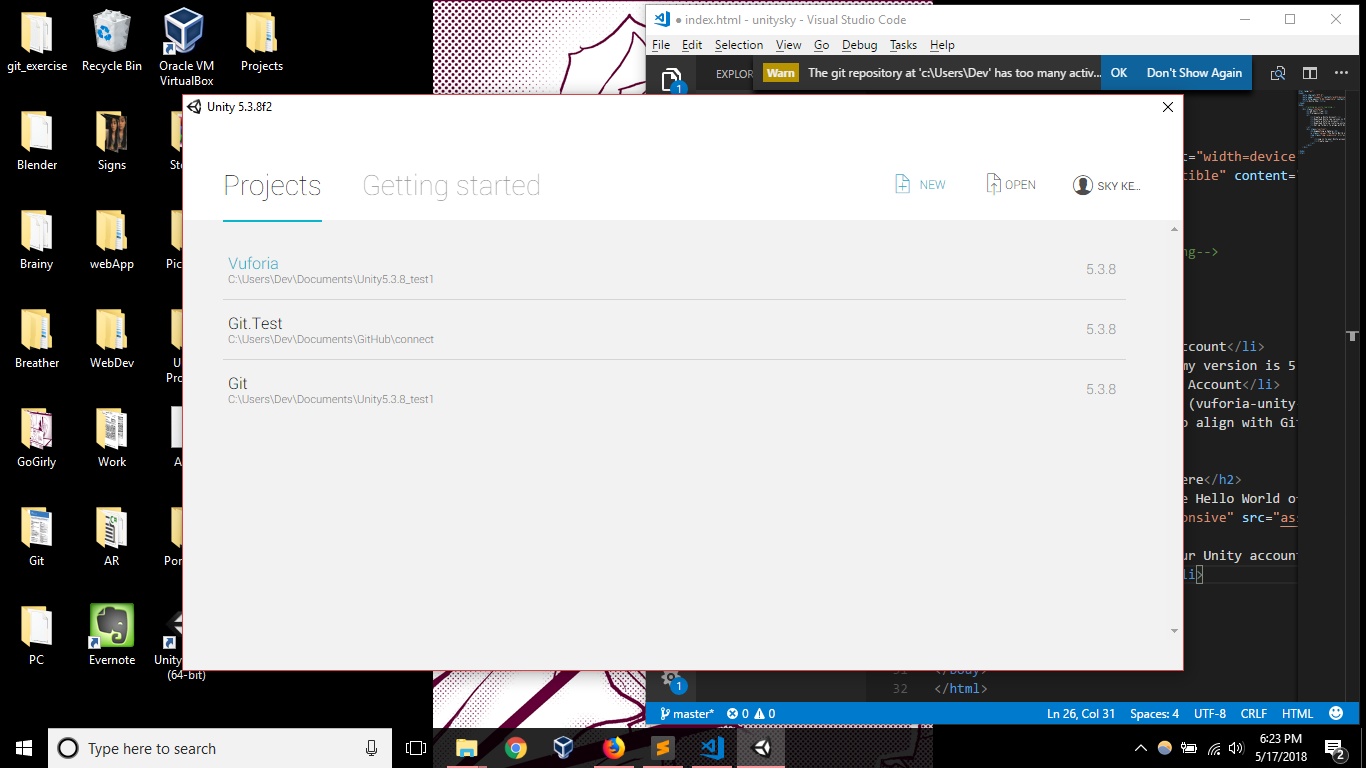 git_exercise
Recycle Bin
Oracle VM
VirtualBox
Projects
Blender
Signs
Brainy
webApp
Breather
WebDev
GoGirly
Work
Git
AR
PC
Evernote
(64-bit)
● index.html - unitysky - Visual Studio Code
File Edit Selection View Go Debug Tasks Help
1
EXPLOR
Warn The git repository at 'c:\Users\Dev' has too many activ... OK Don't Show Again
Unity 5.3.8f2
Projects Getting started
NEW OPEN SKY KE..
Vuforia
C:\Users\Dev\Documents\Unity5.3.8_test1
5.3.8
Git.Test
C:\Users\Dev\Documents\GitHub\connect
5.3.8
Git
C:\Users\Dev\Documents\Unity5.3.8_test1
5.3.8
="width=device
tible" content=
ng-->
ccount</li>
my version is 5
Account</li>
(vuforia-unity
o align with Gi
ere</h2>
e Hello World o
onsive" src="as
ur Unity accoun
li>
</body>
32 </html>
1
master* 0 0
Ln 26, Col 31 Spaces: 4 UTF-8 CRLF HTML
Type here to search
6:23 PM
5/17/2018
2